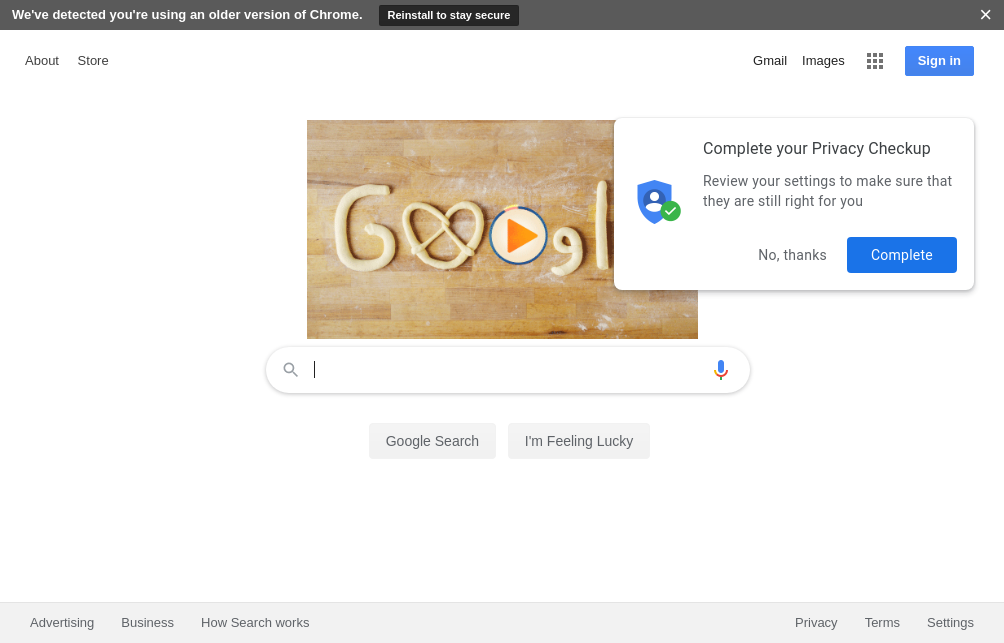 We've detected you're using an older version of Chrome. Reinstall to stay secure
About Store Gmail Images Sign in
Complete your Privacy Checkup
Review your settings to make sure that
they are still right for you
No, thanks Complete
Google Search I'm Feeling Lucky
Advertising Business How Search works Privacy Terms Settings